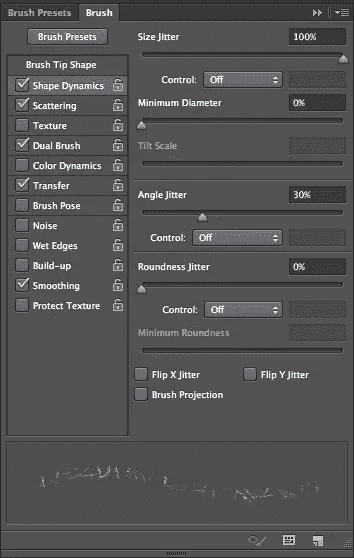 Brush Presets Brush
Brush Presets
Brush Tip Shape
Shape Dynamics
Scattering
Texture
Dual Brush
Color Dynamics
Transfer
Brush Pose
Noise
Wet Edges
Build-up
Smoothing
Protect Texture
Size Jitter 100%
Control: Off
Minimum Diameter 0%
Tilt Scale
Angle Jitter 30%
Control: Off
Roundness Jitter 0%
Control: Off
Minimum Roundness
Flip X Jitter Flip Y Jitter
Brush Projection